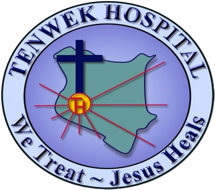 TENWEK HOSPITAL
H
We Treat ~ Jesus Heals